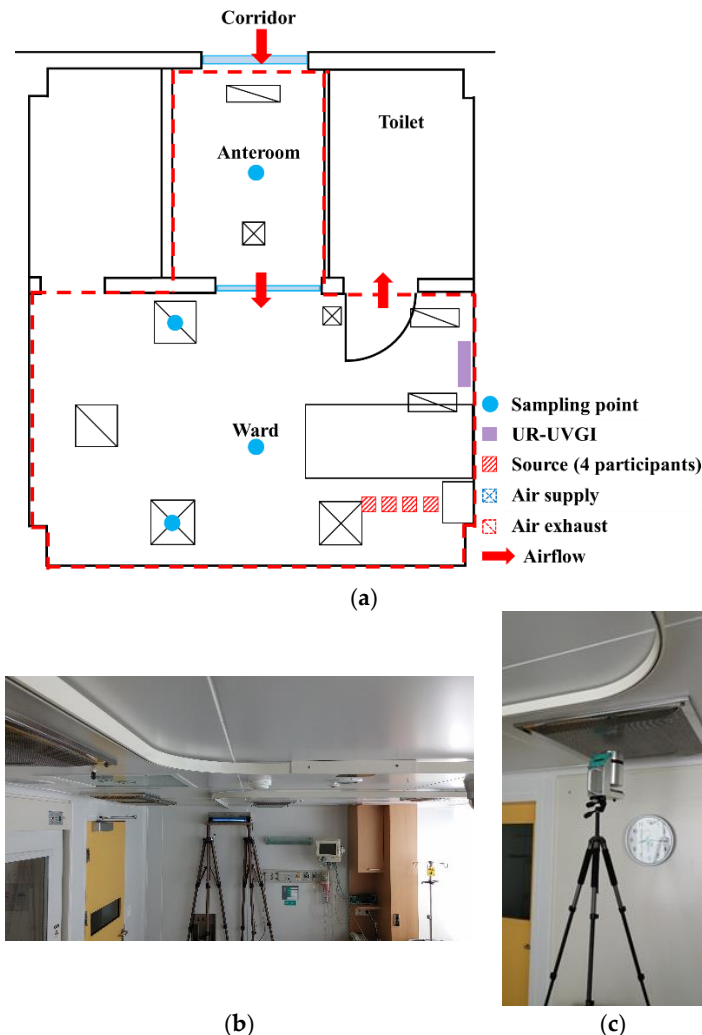 Corridor
Toilet
Anteroom
Ward
Sampling point
UR-UVGI
Source (4 participants)
Air supply
Air exhaust
Airflow
(a)
(b)
(c)